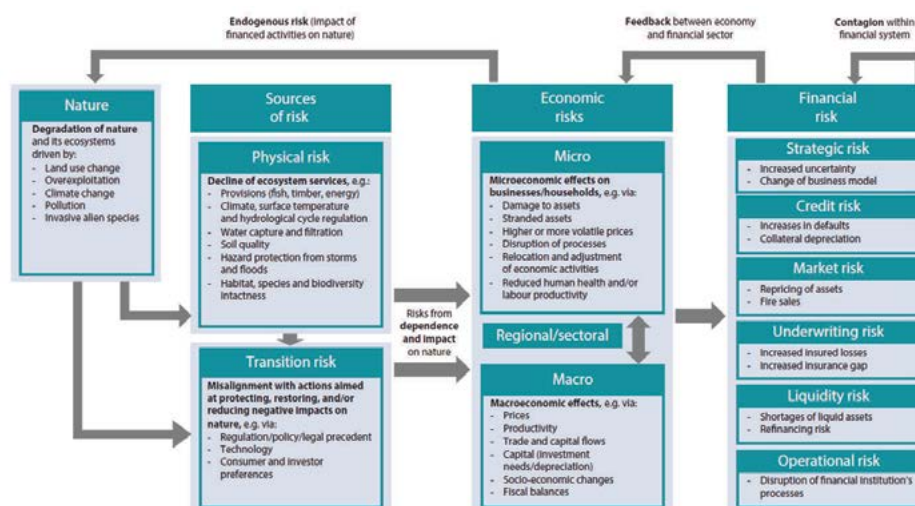 Endogenous risk (impact of
financed activities on nature)
Feedback between economy
and financial sector
Contagion within
financial system
Nature
Degradation of nature
and its ecosystems
driven by:
- Land use change
- Overexploitation
- Climate change
- Pollution
- Invasive alien species
Sources
of risk
Physical risk
Decline of ecosystem services, e.g.:
- Provisions (fish, timber, energy)
- Climate, surface temperature
and hydrological cycle regulation
- Water capture and filtration
- Soil quality
- Hazard protection from storms
and floods
- Habitat, species and biodiversity
intactness
Transition risk
Misalignment with actions aimed
at protecting, restoring, and/or
reducing negative impacts on
nature, e.g. via:
- Regulation/policy/legal precedent
- Technology
- Consumer and investor
preferences
Risks from
dependence
and impact
on nature
Economic
risks
Micro
Microeconomic effects on
businesses/households, e.g. via:
- Damage to assets
- Stranded assets
- Higher or more volatile prices
- Disruption of processes
- Relocation and adjustment
of economic activities
- Reduced human health and/or
labour productivity
Regional/sectoral
Macro
Macroeconomic effects, e.g. via:
- Prices
- Productivity
- Trade and capital flows
- Capital (investment
needs/depreciation)
- Socio-economic changes
- Fiscal balances
Financial
risk
Strategic risk
- Increased uncertainty
- Change of business model
Credit risk
- Increases in defaults
- Collateral depreciation
Market risk
- Repricing of assets
- Fire sales
Underwriting risk
- Increased insured losses
- Increased insurance gap
Liquidity risk
- Shortages of liquid assets
- Refinancing risk
Operational risk
- Disruption of financial institution's
processes